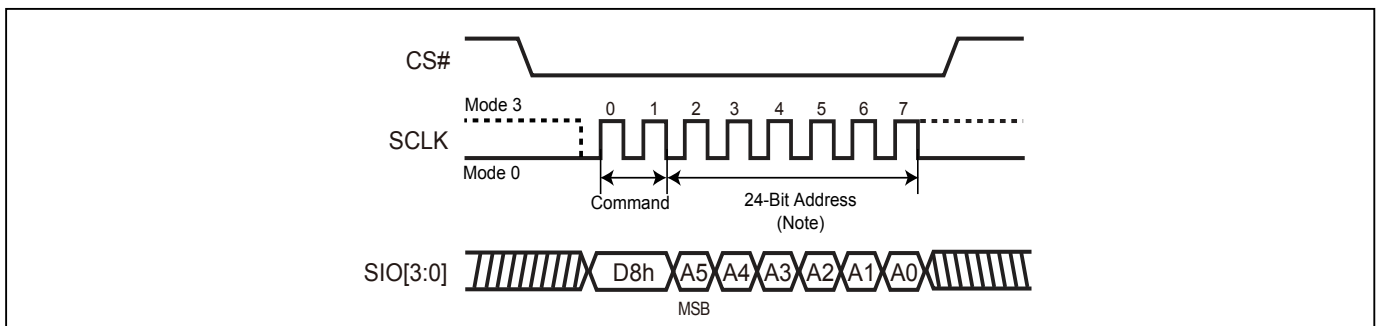 CS#
Mode 3
0 1 2 3 4 5 6 7
SCLK
Mode 0
Command
24-Bit Address
(Note)
SIO[3:0]
D8h A5 A4 A3 A2 A1 A0
MSB